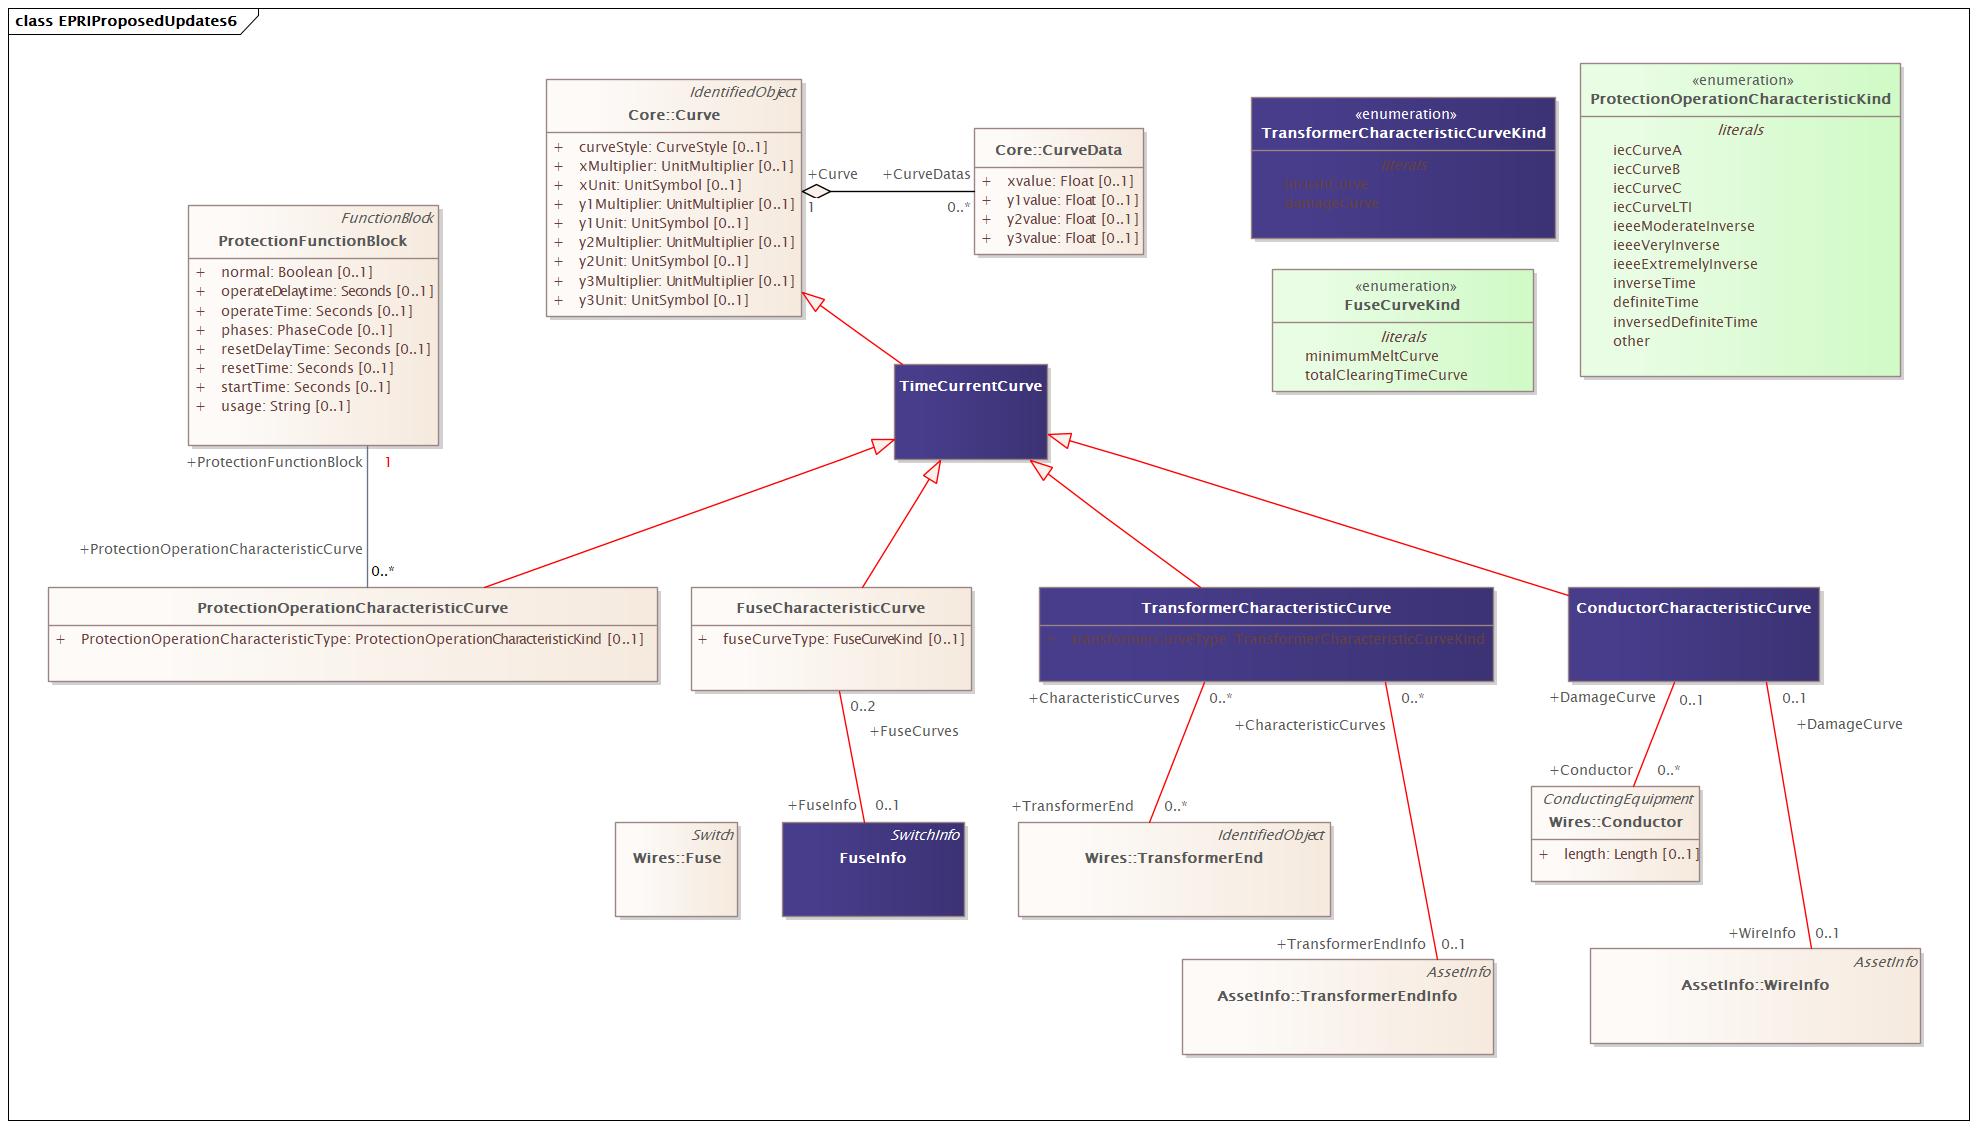 class EPRIProposedUpdates6
IdentifiedObject
Core::Curve
+ curveStyle: CurveStyle [0..1]
+ xMultiplier: UnitMultiplier [0..1]
+ xUnit: UnitSymbol [0..1]
+ y1Multiplier: UnitMultiplier [0..1]
+ y1Unit: UnitSymbol [0..1]
+ y2Multiplier: UnitMultiplier [0..1]
+ y2Unit: UnitSymbol [0..1]
+ y3Multiplier: UnitMultiplier [0..1]
+ y3Unit: UnitSymbol [0..1]
+Curve
1
+CurveDatas
0..*
Core::CurveData
+ xvalue: Float [0..1]
+ y1value: Float [0..1]
+ y2value: Float [0..1]
+ y3value: Float [0..1]
«enumeration»
TransformerCharacteristicCurveKind
literals
inrushCurve
damageCurve
«enumeration»
ProtectionOperationCharacteristicKind
literals
iecCurveA
iecCurveB
iecCurveC
iecCurveLTI
ieeeModerateInverse
ieeeVeryInverse
ieeeExtremelyInverse
inverseTime
definiteTime
inversedDefiniteTime
other
«enumeration»
FuseCurveKind
literals
minimumMeltCurve
totalClearingTimeCurve
FunctionBlock
ProtectionFunctionBlock
+ normal: Boolean [0..1]
+ operateDelaytime: Seconds [0..1]
+ operateTime: Seconds [0..1]
+ phases: PhaseCode [0..1]
+ resetDelayTime: Seconds [0..1]
+ resetTime: Seconds [0..1]
+ startTime: Seconds [0..1]
+ usage: String [0..1]
TimeCurrentCurve
+ProtectionFunctionBlock
1
+ProtectionOperationCharacteristicCurve
0..*
ProtectionOperationCharacteristicCurve
+ ProtectionOperationCharacteristicType: ProtectionOperationCharacteristicKind [0..1]
FuseCharacteristicCurve
+ fuseCurveType: FuseCurveKind [0..1]
TransformerCharacteristicCurve
+ transformerCurveType: TransformerCharacteristicCurveKind
ConductorCharacteristicCurve
0..2
+FuseCurves
+FuseInfo
0..1
+CharacteristicCurves
0..*
+CharacteristicCurves
0..*
+TransformerEnd
0..*
+DamageCurve
0..1
0..1
+DamageCurve
+Conductor
0..*
Switch
Wires::Fuse
SwitchInfo
FuseInfo
IdentifiedObject
Wires::TransformerEnd
ConductingEquipment
Wires::Conductor
+ length: Length [0..1]
+TransformerEndInfo
0..1
+WireInfo
0..1
AssetInfo
AssetInfo::TransformerEndInfo
AssetInfo
AssetInfo::WireInfo